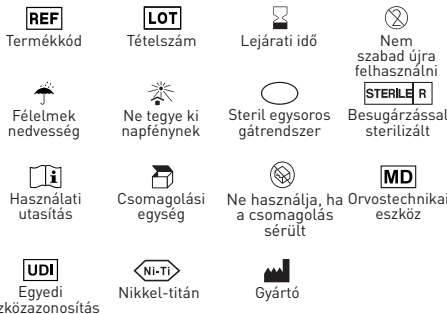 REF
Termékkód
LOT
Tételszám
Lejárati idő
2
Nem
szabad újra
felhasználni
Félelmek
nedvesség
Ne tegye ki
napfénynek
Steril egysoros
gátrendszer
STERILE R
Besugárzással
sterilizált
i
Használati
utasítás
Csomagolási
egység
Ne használja, ha
a csomagolás
sérült
MD
Orvostechnikai
eszköz
UDI
Egyedi
zközazonosítás
Ni-Ti
Nikkel-titán
Gyártó